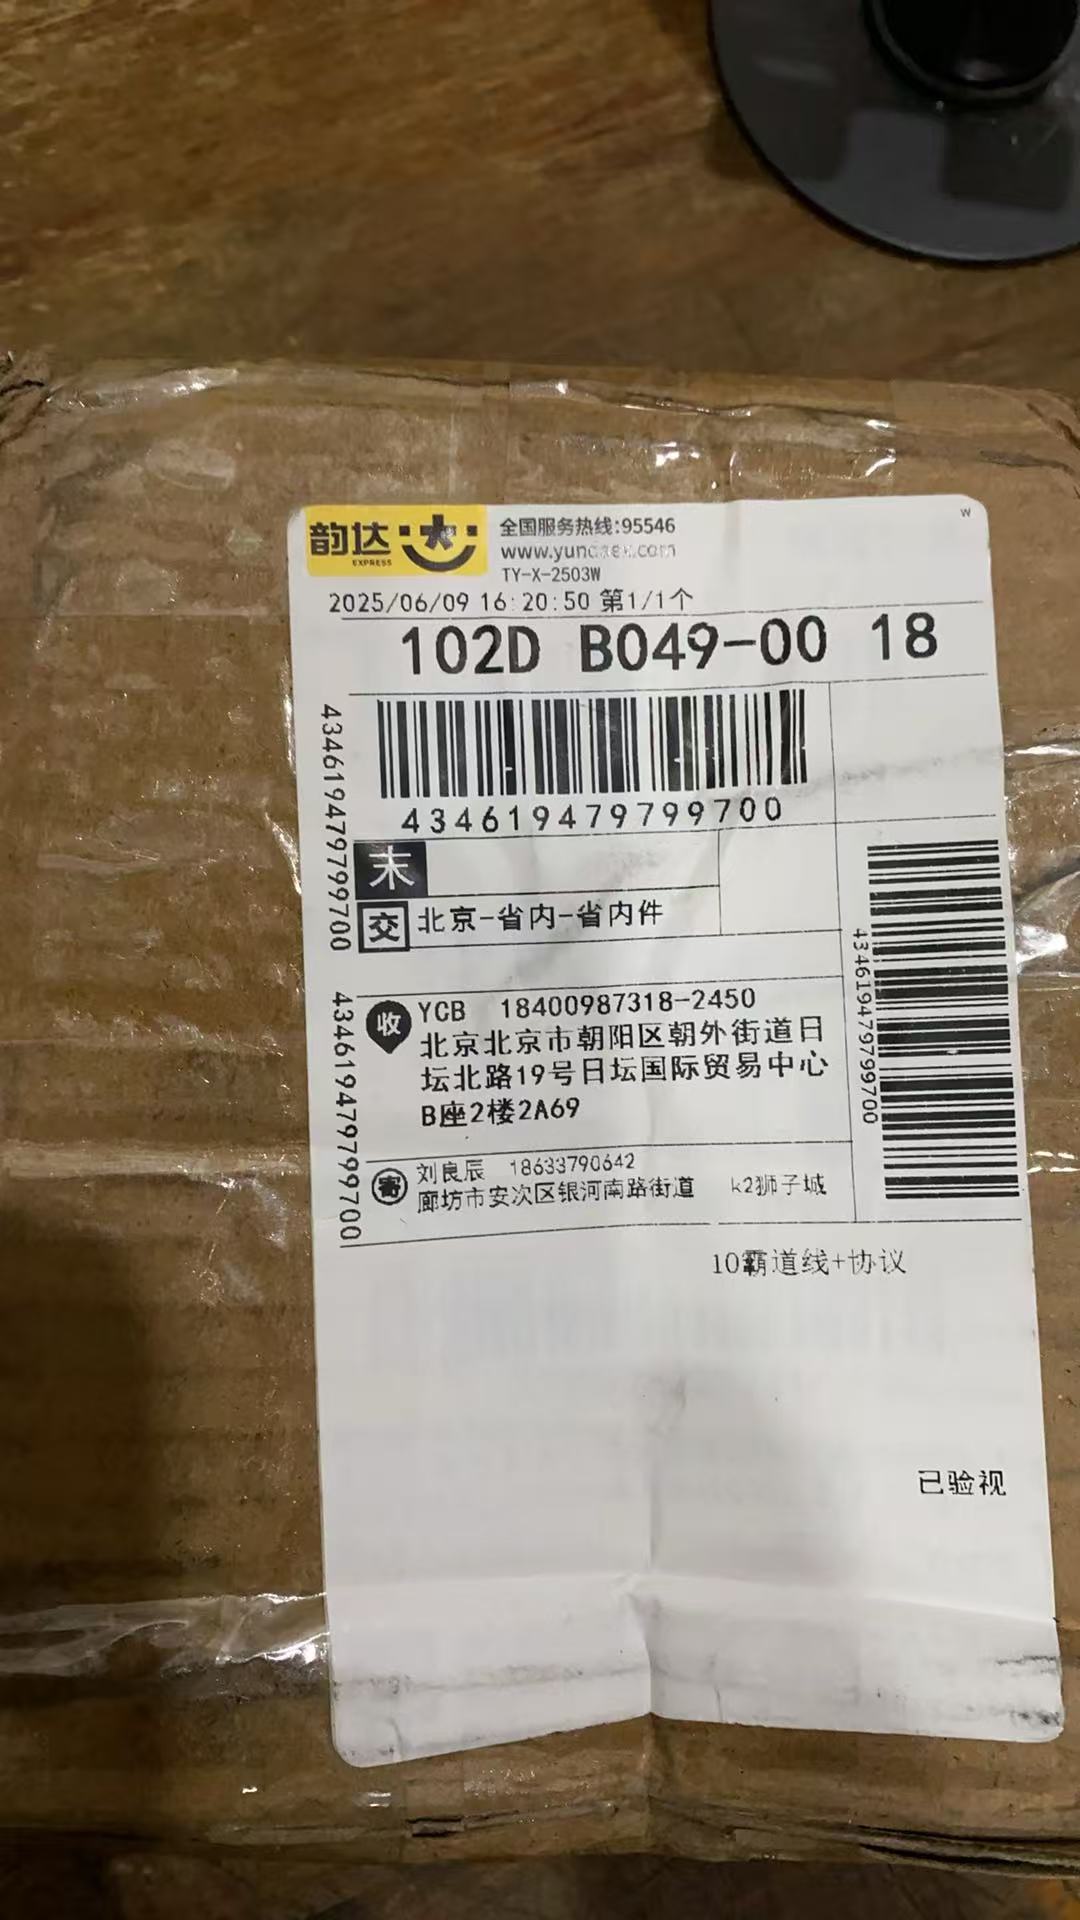 韵达
EXPRESS
全国服务热线:95546
www.yundaex.com
TY-X-2503W
W
2025/06/09 16:20:50 第1/1个
102D B049-00 18
434619479799700
434619479799700
末
交 北京-省内-省内件
434619479799700
434619479799700
收 YCB 18400987318-2450
北京北京市朝阳区朝外街道日
坛北路19号日坛国际贸易中心
B座2楼2A69
寄 刘良辰 18633790642
廊坊市安次区银河南路街道 k2狮子城
10霸道线+协议
已验视